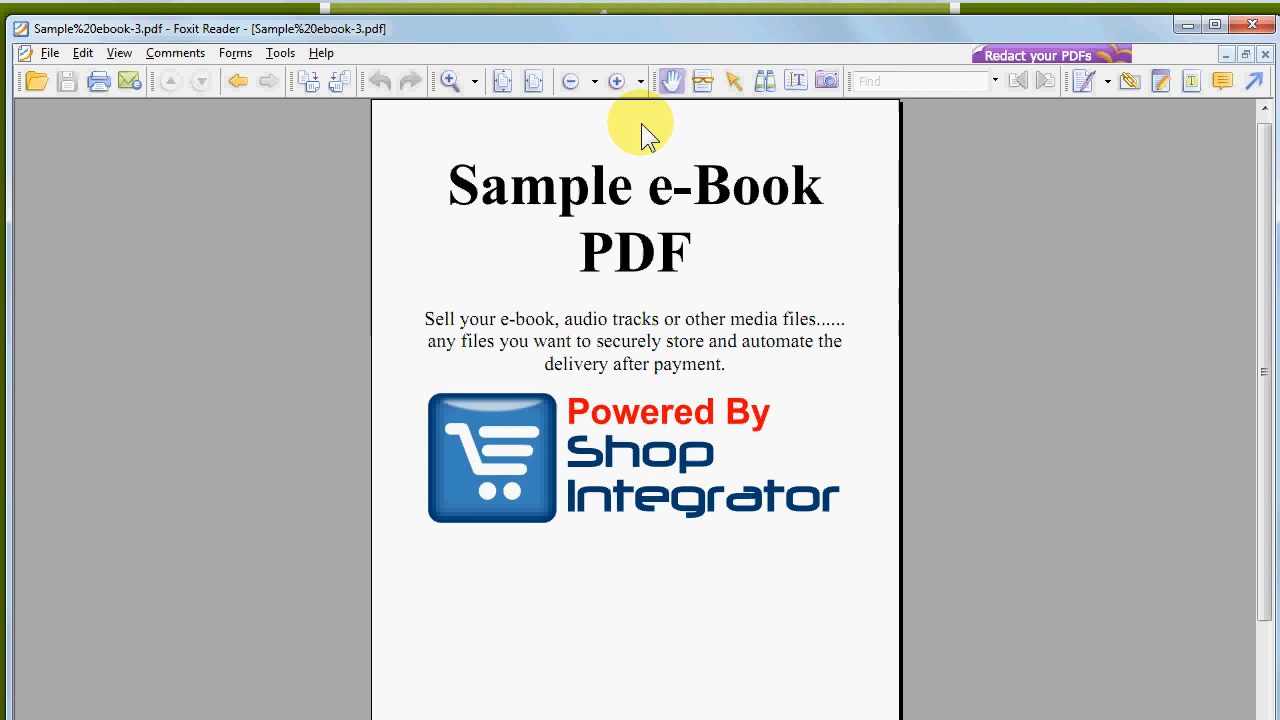 Sample%20ebook-3.pdf - Foxit Reader - [Sample%20ebook-3.pdf]
File Edit View Comments Forms Tools Help
Redact your PDFs
Find
Sample e-Book
PDF
Sell your e-book, audio tracks or other media files......
any files you want to securely store and automate the
delivery after payment.
Powered By
Shop
Integrator